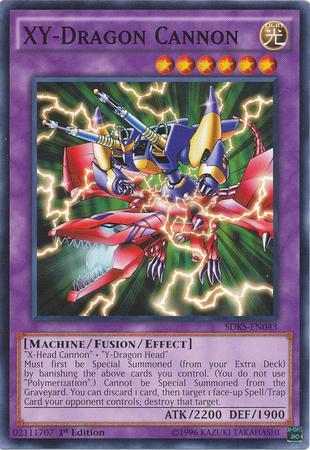 XY-Dragon Cannon
LIGHT
光
SDKS-EN043
[Machine/Fusion/Effect]
"X-Head Cannon" + "Y-Dragon Head"
Must first be Special Summoned (from your Extra Deck)
by banishing the above cards you control. (You do not use
"Polymerization".) Cannot be Special Summoned from the
Graveyard. You can discard 1 card, then target 1 face-up Spell/Trap
Card your opponent controls; destroy that target.
ATK/2200 DEF/1900
02111707 1st Edition ©1996 KAZUKI TAKAHASHI